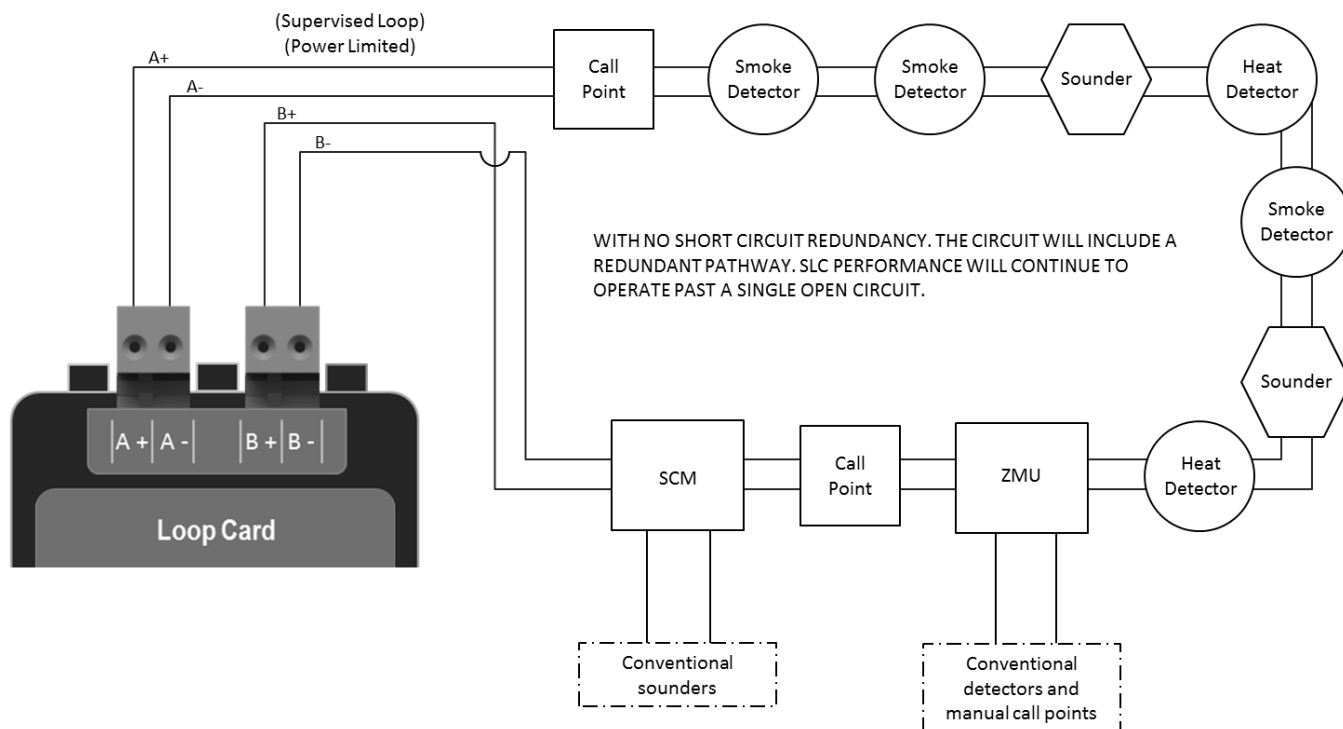 (Supervised Loop)
(Power Limited)
A+
A-
B+
B-
Call
Point
Smoke
Detector
Smoke
Detector
Sounder
Heat
Detector
Smoke
Detector
WITH NO SHORT CIRCUIT REDUNDANCY. THE CIRCUIT WILL INCLUDE A
REDUNDANT PATHWAY. SLC PERFORMANCE WILL CONTINUE TO
OPERATE PAST A SINGLE OPEN CIRCUIT.
Sounder
A + A - B + B -
SCM
Call
Point
ZMU
Heat
Detector
Loop Card
Conventional
sounders
Conventional
detectors and
manual call points